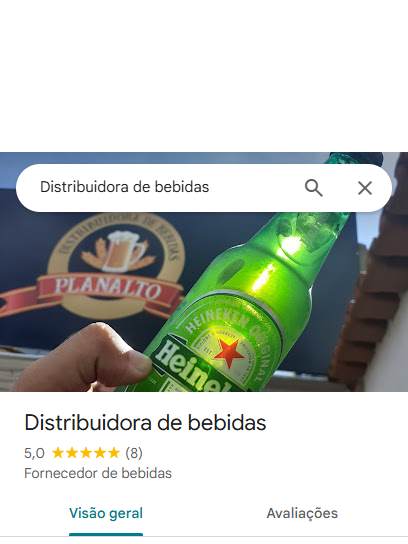 Distribuidora de bebidas
DISTRIBUIDORA DE BEBIDAS
PLANALTO
HEINEKEN ORIGINAL
Heineken
Distribuidora de bebidas
5,0 ★★★★★ (8)
Fornecedor de bebidas
Visão geral
Avaliações